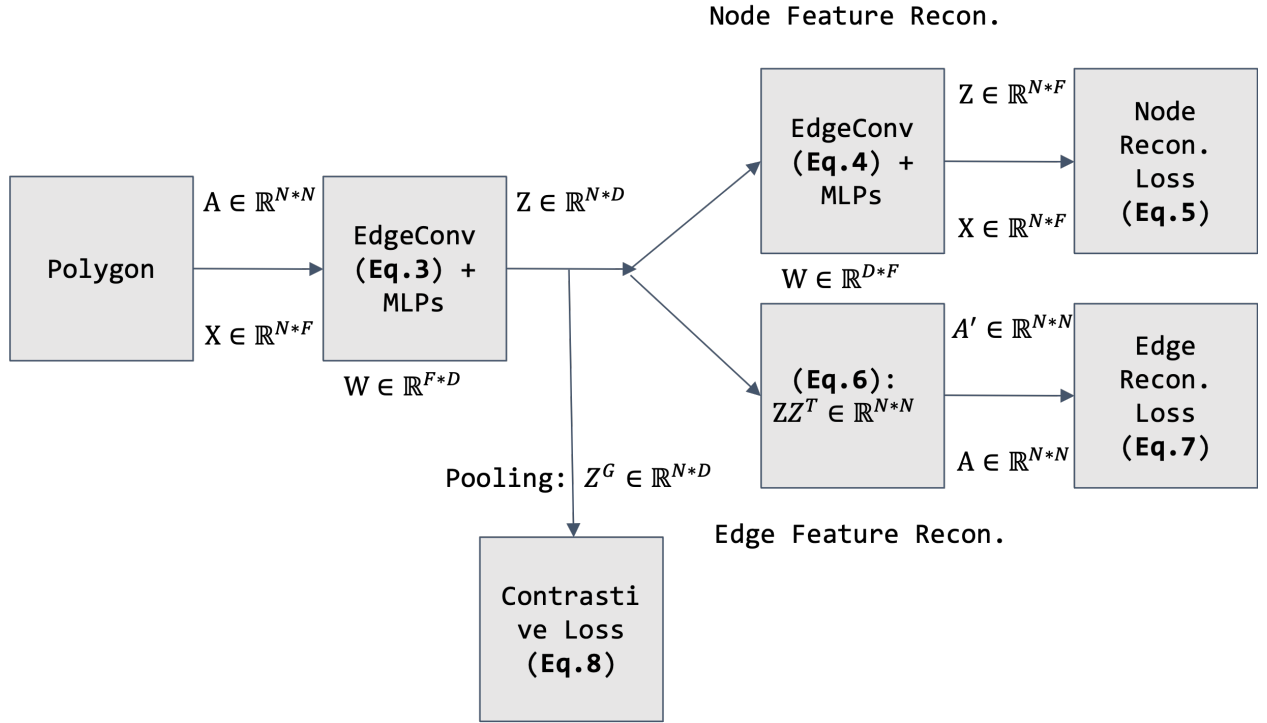 Node Feature Recon.
Polygon
A ∈ ℝ^{N*N}
X ∈ ℝ^{N*F}
EdgeConv
(Eq.3) +
MLPs
W ∈ ℝ^{F*D}
Z ∈ ℝ^{N*D}
EdgeConv
(Eq.4) +
MLPs
W ∈ ℝ^{D*F}
Z ∈ ℝ^{N*F}
X ∈ ℝ^{N*F}
Node
Recon.
Loss
(Eq.5)
(Eq.6):
ZZ^T ∈ ℝ^{N*N}
A′ ∈ ℝ^{N*N}
A ∈ ℝ^{N*N}
Edge
Recon.
Loss
(Eq.7)
Edge Feature Recon.
Pooling: Z^G ∈ ℝ^{N*D}
Contrasti
ve Loss
(Eq.8)